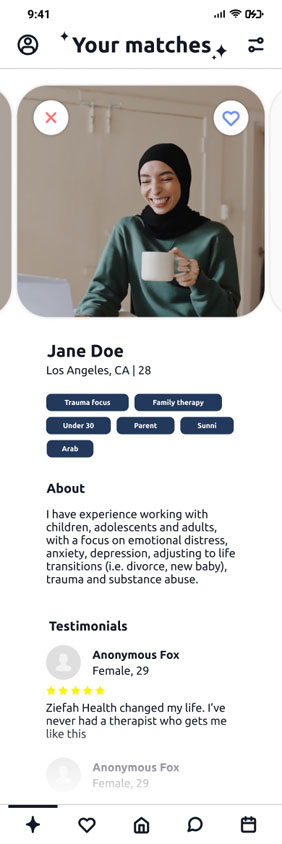 9:41
Your matches
Jane Doe
Los Angeles, CA | 28
Trauma focus
Family therapy
Under 30
Parent
Sunni
Arab
About
I have experience working with
children, adolescents and adults,
with a focus on emotional distress,
anxiety, depression, adjusting to life
transitions (i.e. divorce, new baby),
trauma and substance abuse.
Testimonials
Anonymous Fox
Female, 29
Ziefah Health changed my life. I've
never had a therapist who gets me
like this
Anonymous Fox
Female, 29